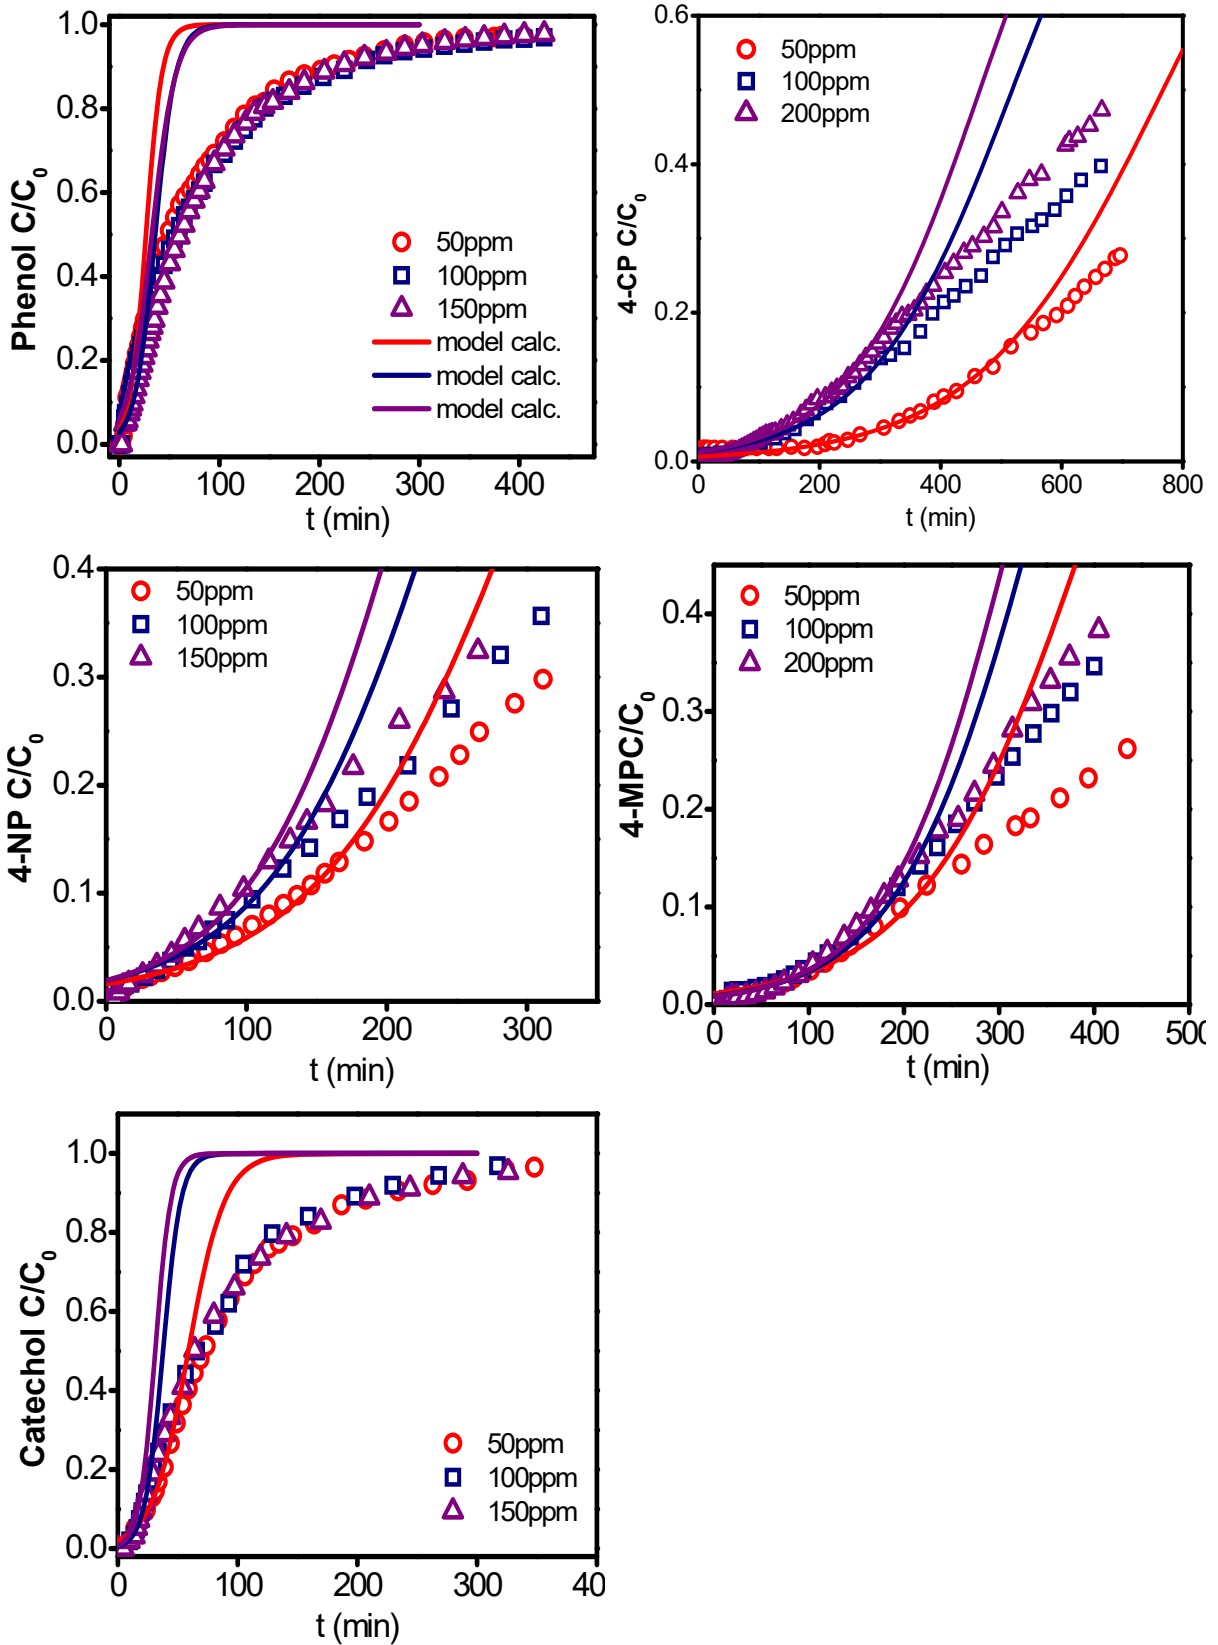 Phenol C/C0
1.0
0.8
0.6
0.4
0.2
0.0
50ppm
100ppm
150ppm
model calc.
model calc.
model calc.
0 100 200 300 400
t (min)
4-CP C/C0
0.6
0.4
0.2
0.0
50ppm
100ppm
200ppm
0 200 400 600 800
t (min)
4-NP C/C0
0.4
0.3
0.2
0.1
0.0
50ppm
100ppm
150ppm
0 100 200 300
t (min)
4-MPC/C0
0.4
0.3
0.2
0.1
0.0
50ppm
100ppm
200ppm
0 100 200 300 400 500
t (min)
Catechol C/C0
1.0
0.8
0.6
0.4
0.2
0.0
50ppm
100ppm
150ppm
0 100 200 300 40
t (min)